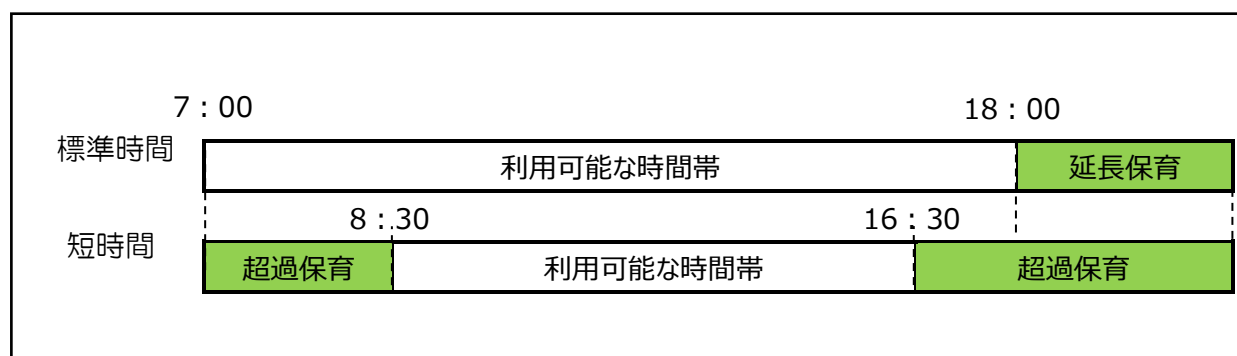 7：00 18：00
標準時間 利用可能な時間帯 延長保育
8：30 16：30
短時間 超過保育 利用可能な時間帯 超過保育